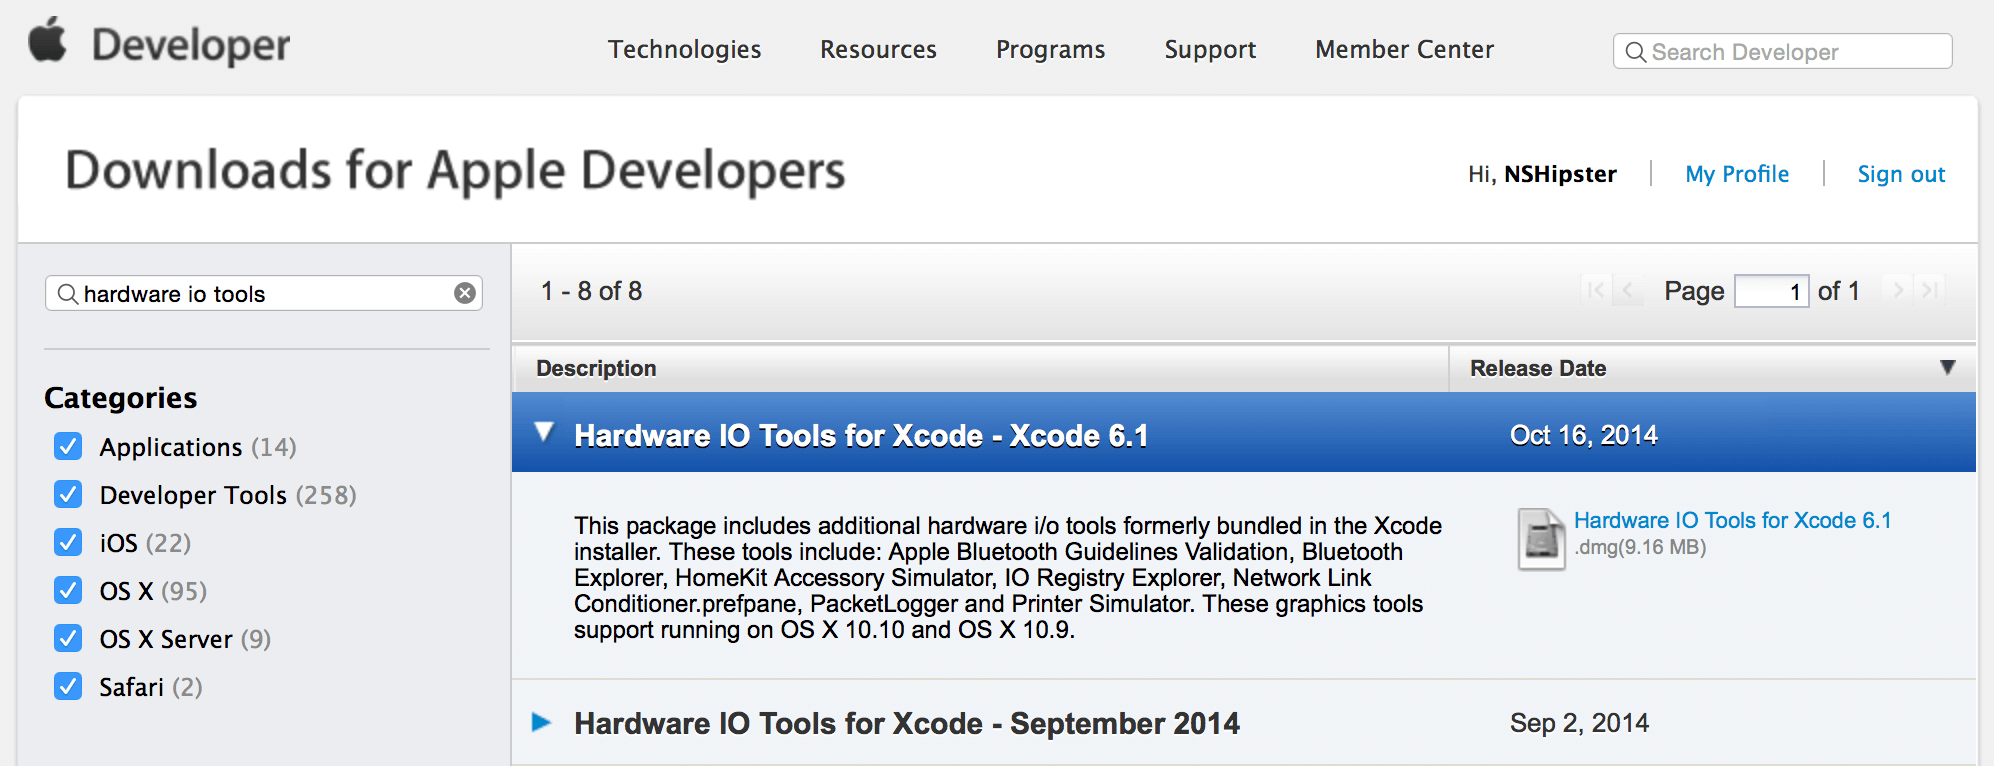 Developer
Technologies Resources Programs Support Member Center
Search Developer
Downloads for Apple Developers
Hi, NSHipster My Profile Sign out
hardware io tools
1 - 8 of 8
Page 1 of 1
Categories
Applications (14)
Developer Tools (258)
iOS (22)
OS X (95)
OS X Server (9)
Safari (2)
Description Release Date
Hardware IO Tools for Xcode - Xcode 6.1 Oct 16, 2014
This package includes additional hardware i/o tools formerly bundled in the Xcode
installer. These tools include: Apple Bluetooth Guidelines Validation, Bluetooth
Explorer, HomeKit Accessory Simulator, IO Registry Explorer, Network Link
Conditioner.prefpane, PacketLogger and Printer Simulator. These graphics tools
support running on OS X 10.10 and OS X 10.9.
Hardware IO Tools for Xcode 6.1
.dmg(9.16 MB)
Hardware IO Tools for Xcode - September 2014 Sep 2, 2014